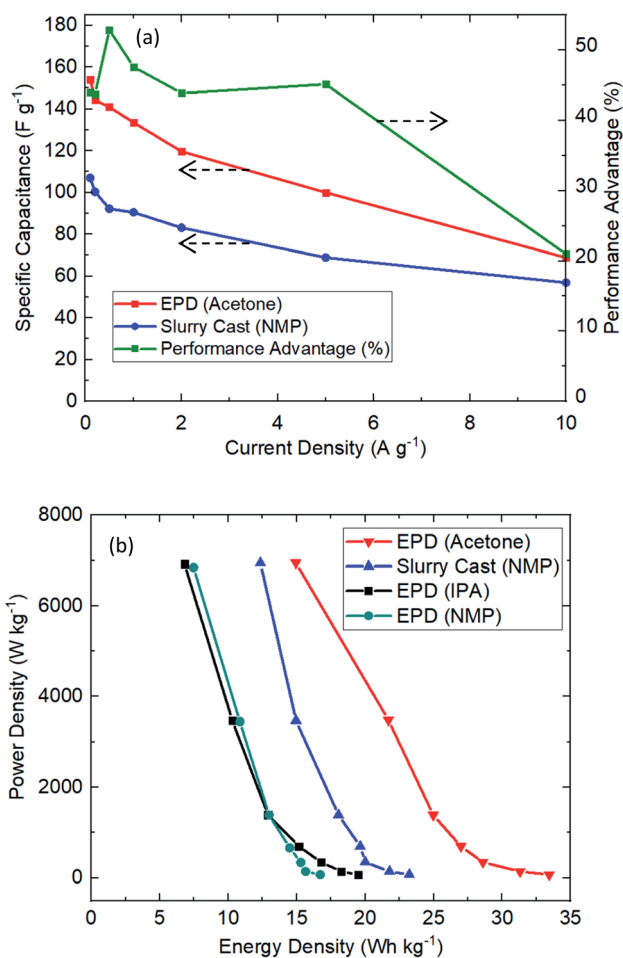 (a)
180
160
140
120
100
80
60
40
20
0
Specific Capacitance (F g⁻¹)
50
40
30
20
10
0
Performance Advantage (%)
EPD (Acetone)
Slurry Cast (NMP)
Performance Advantage (%)
0 2 4 6 8 10
Current Density (A g⁻¹)
(b)
8000
6000
4000
2000
0
Power Density (W kg⁻¹)
EPD (Acetone)
Slurry Cast (NMP)
EPD (IPA)
EPD (NMP)
0 5 10 15 20 25 30 35
Energy Density (Wh kg⁻¹)